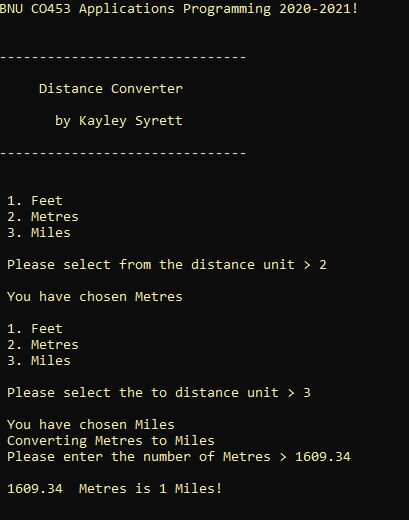 BNU CO453 Applications Programming 2020-2021!
-------------------------------
Distance Converter
by Kayley Syrett
-------------------------------
1. Feet
2. Metres
3. Miles
Please select from the distance unit > 2
You have chosen Metres
1. Feet
2. Metres
3. Miles
Please select the to distance unit > 3
You have chosen Miles
Converting Metres to Miles
Please enter the number of Metres > 1609.34
1609.34  Metres is 1 Miles!